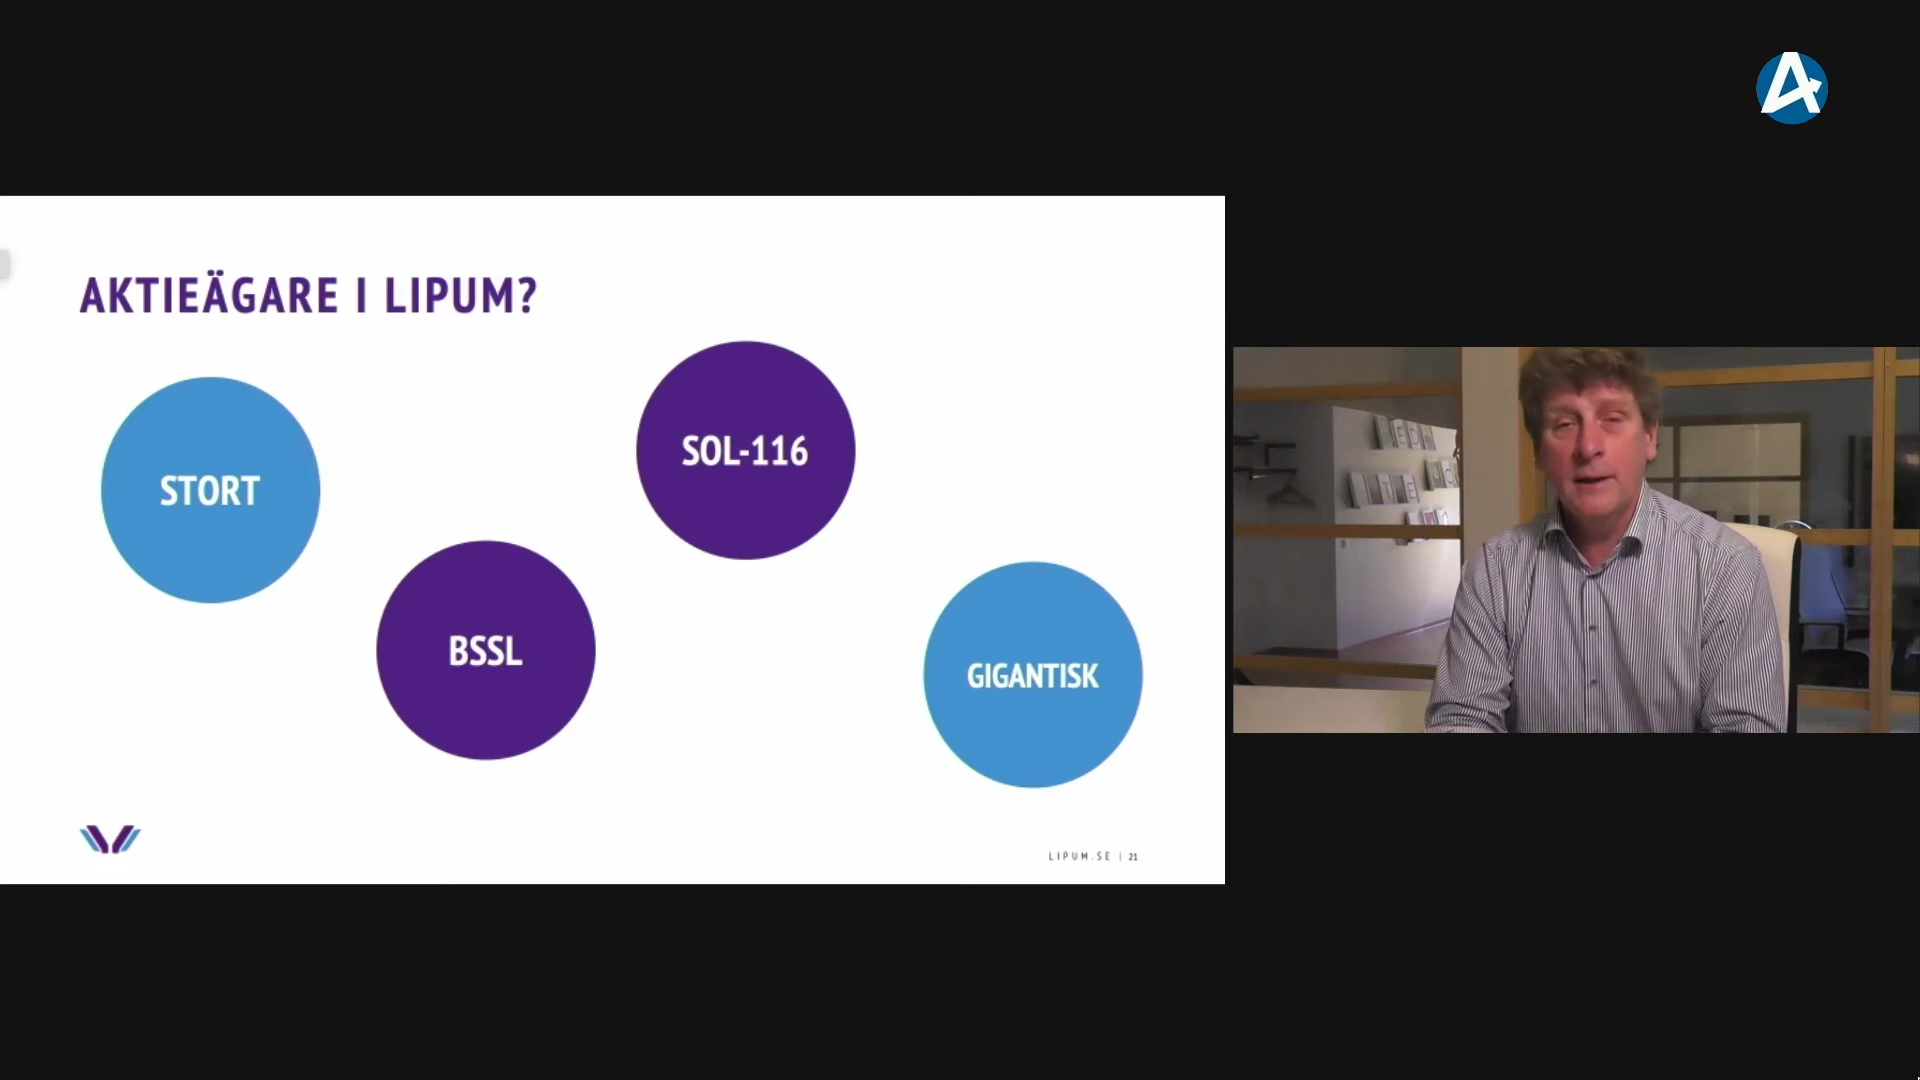 AKTIEÄGARE I LIPUM?
STORT
SOL-116
BSSL
GIGANTISK
LIPUM.SE | 21